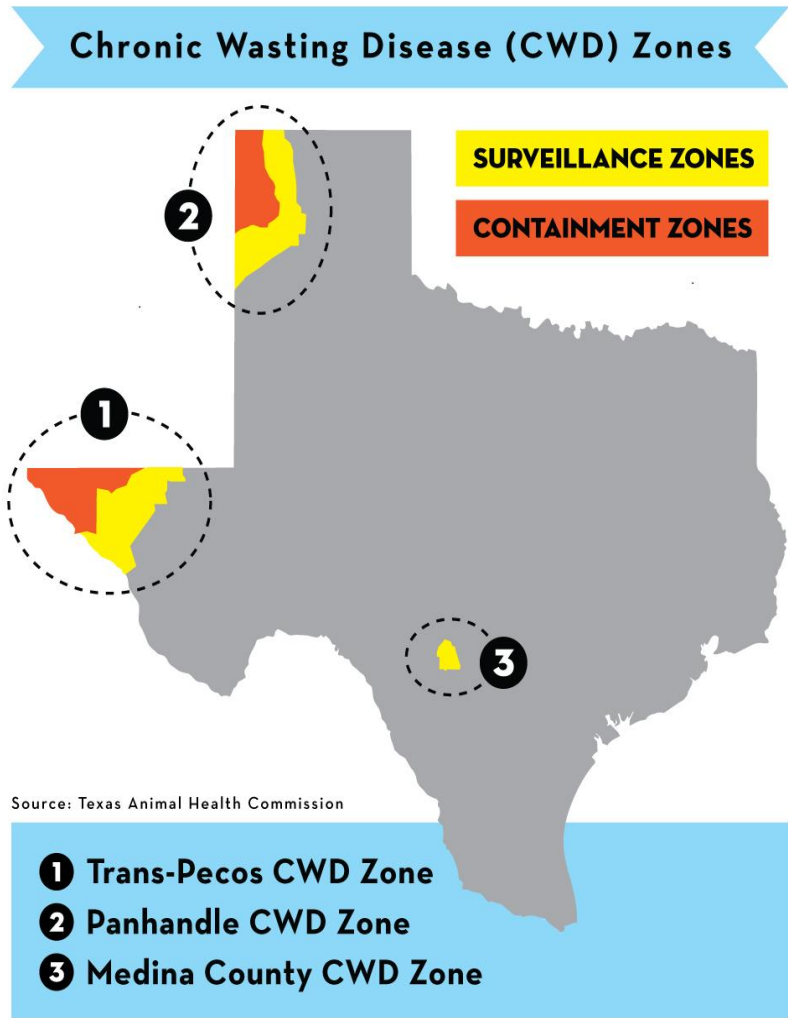 Chronic Wasting Disease (CWD) Zones
SURVEILLANCE ZONES
2
CONTAINMENT ZONES
1
3
Source: Texas Animal Health Commission
1 Trans-Pecos CWD Zone
2 Panhandle CWD Zone
3 Medina County CWD Zone